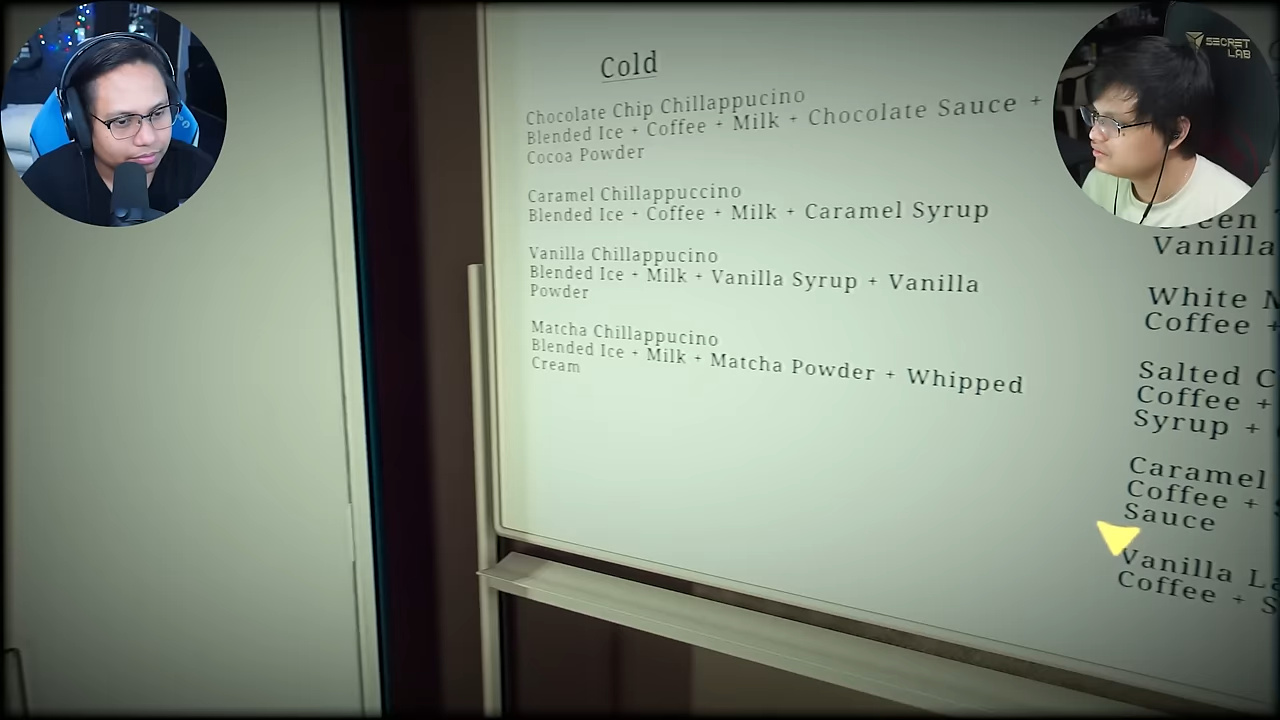 SECRET
LAB
Cold
Chocolate Chip Chillappucino
Blended Ice + Coffee + Milk + Chocolate Sauce +
Cocoa Powder
Caramel Chillappuccino
Blended Ice + Coffee + Milk + Caramel Syrup
Vanilla Chillappucino
Blended Ice + Milk + Vanilla Syrup + Vanilla
Powder
Matcha Chillappucino
Blended Ice + Milk + Matcha Powder + Whipped
Cream
Vanilla
White
Coffee +
Salted
Coffee +
Syrup +
Caramel
Coffee +
Sauce
Vanilla
Coffee +